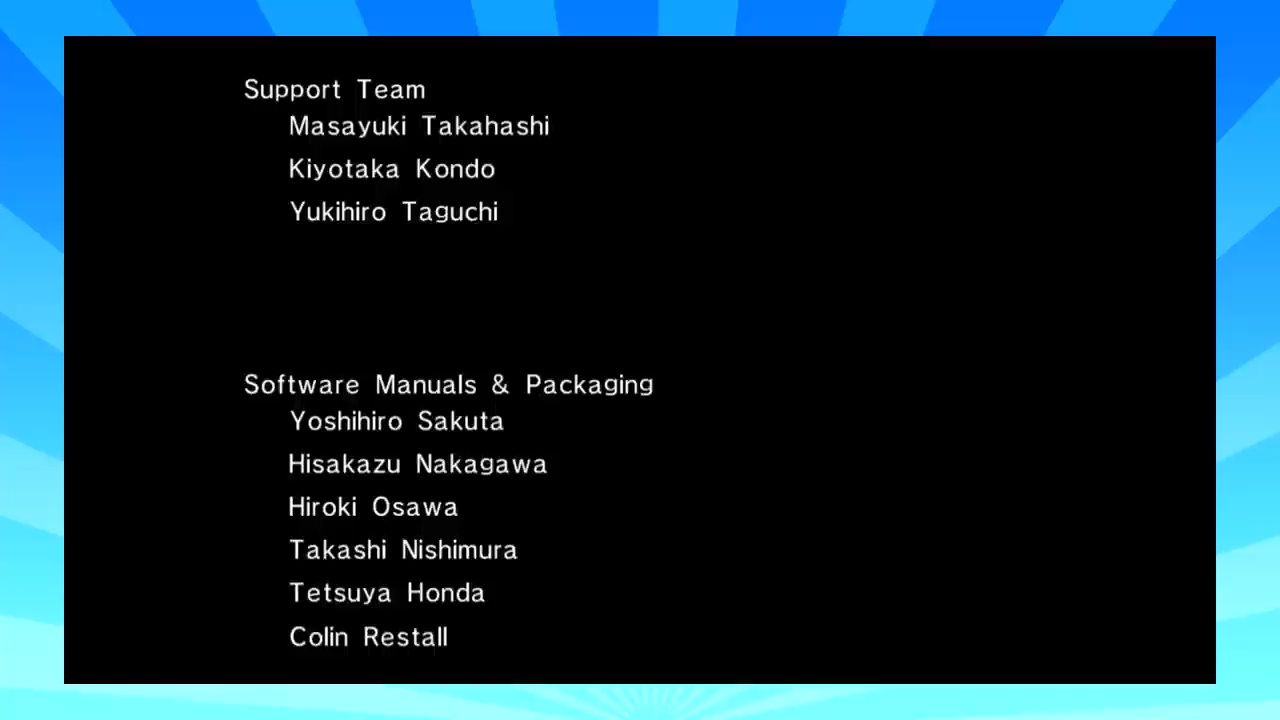 Support Team
Masayuki Takahashi
Kiyotaka Kondo
Yukihiro Taguchi
Software Manuals & Packaging
Yoshihiro Sakuta
Hisakazu Nakagawa
Hiroki Osawa
Takashi Nishimura
Tetsuya Honda
Colin Restall